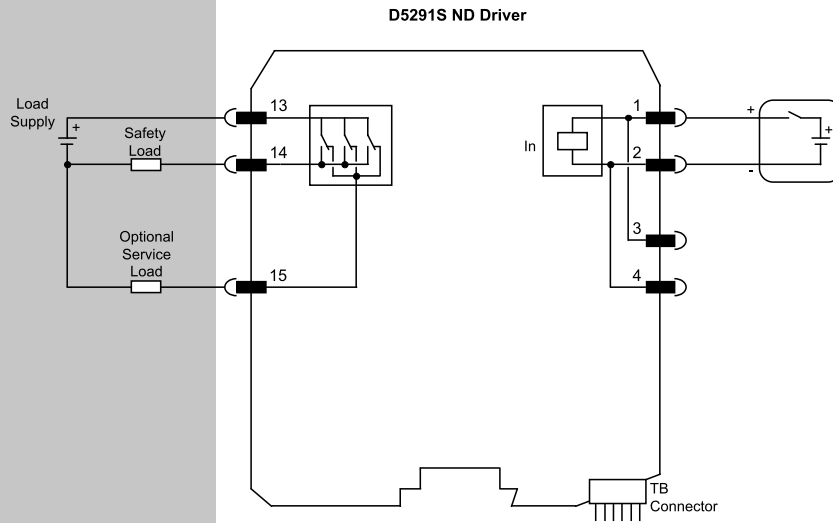 D5291S ND Driver
Load
Supply
+
Safety
Load
Optional
Service
Load
13
14
15
In
1
2
3
4
+
-
+
TB
Connector